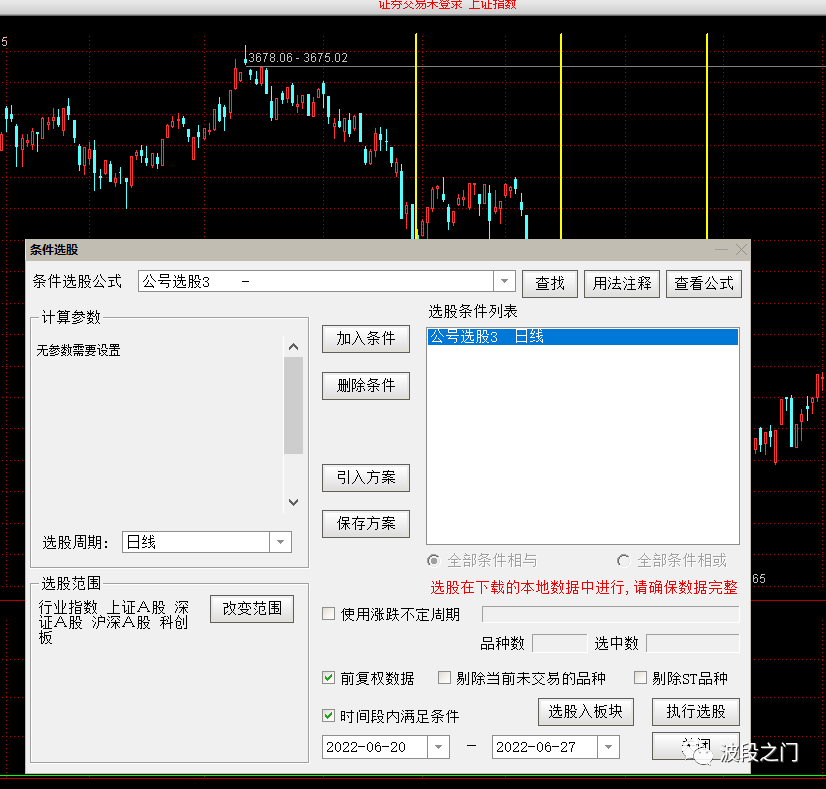 证券交易未登录 上证指数
5
3678.06 - 3675.02
条件选股
条件选股公式 公号选股3 - 查找 用法注释 查看公式
计算参数
无参数需要设置
选股周期: 日线
选股范围
行业指数 上证A股 深
证A股 沪深A股 科创
板
改变范围
加入条件
删除条件
引入方案
保存方案
选股条件列表
公号选股3 日线
全部条件相与 全部条件相或
选股在下载的本地数据中进行, 请确保数据完整
使用涨跌不定周期
品种数 选中数
前复权数据 剔除当前未交易的品种 剔除ST品种
时间段内满足条件 选股入板块 执行选股
2022-06-20 - 2022-06-27 关闭
65
波段之门